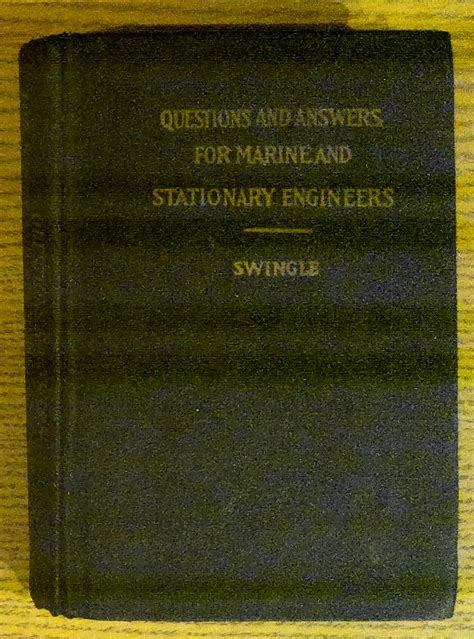 QUESTIONS AND ANSWERS
FOR MARINE AND
STATIONARY ENGINEERS
SWINGLE